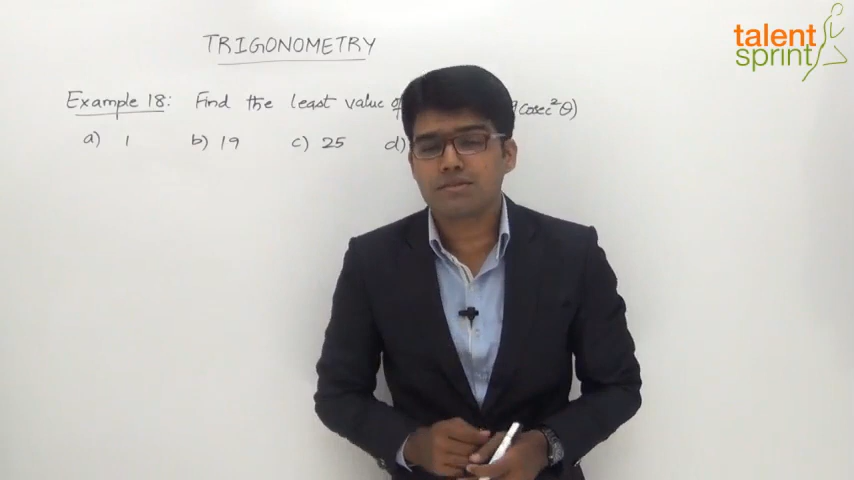 talent
sprint
TRIGONOMETRY
Example 18: Find the least value of cosec²θ)
a) 1 b) 19 c) 25 d)